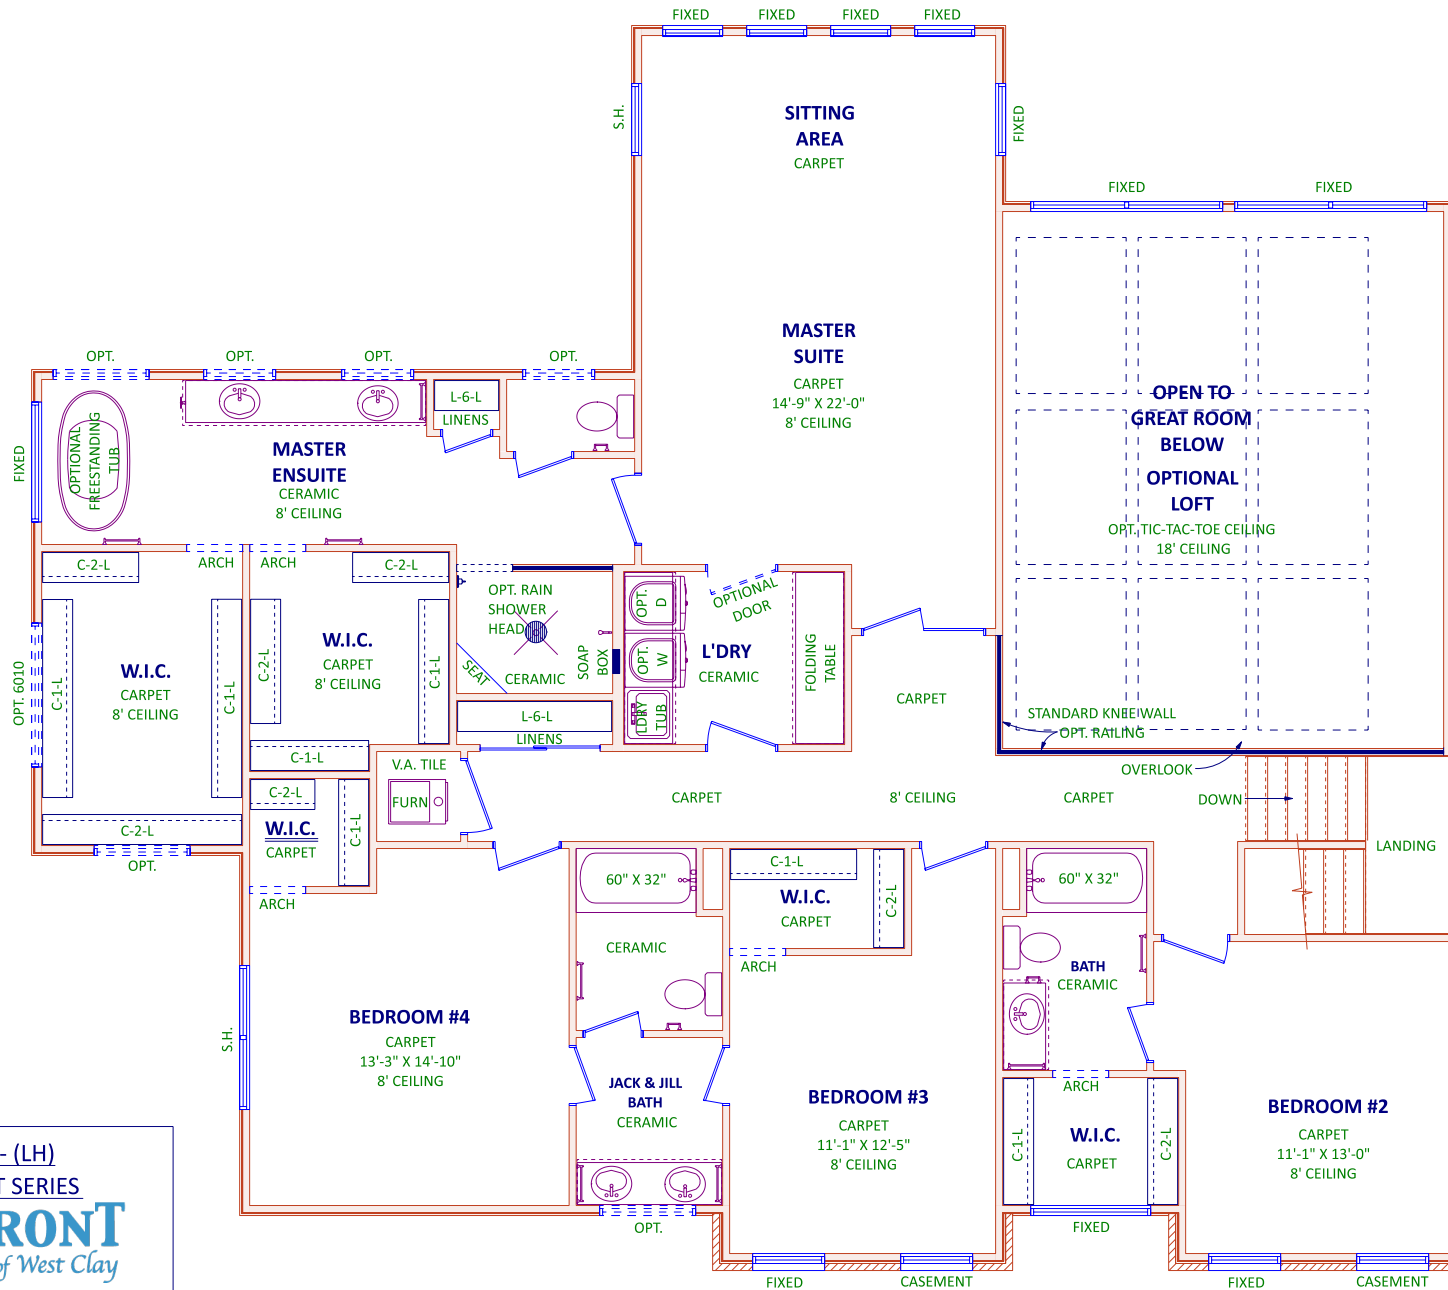 FIXED
FIXED
FIXED
FIXED
S.H.
FIXED
SITTING
AREA
CARPET
FIXED
FIXED
MASTER
SUITE
CARPET
14'-9" X 22'-0"
8' CEILING
OPEN TO
GREAT ROOM
BELOW
OPTIONAL
LOFT
OPT. TIC-TAC-TOE CEILING
18' CEILING
OPT.
OPT.
OPT.
OPT.
FIXED
OPTIONAL
FREESTANDING
TUB
L-6-L
LINENS
MASTER
ENSUITE
CERAMIC
8' CEILING
ARCH
ARCH
C-2-L
C-2-L
OPT. 6010
C-1-L
W.I.C.
CARPET
8' CEILING
C-1-L
C-2-L
C-2-L
W.I.C.
CARPET
8' CEILING
C-1-L
C-1-L
OPT. RAIN
SHOWER
HEAD
SEAT
CERAMIC
SOAP
BOX
L-6-L
LINENS
OPT.
D
OPT.
W
LDRY
TUB
OPTIONAL
DOOR
L'DRY
CERAMIC
FOLDING
TABLE
CARPET
STANDARD KNEE WALL
OPT. RAILING
OVERLOOK
DOWN
LANDING
V.A. TILE
FURN
CARPET
8' CEILING
CARPET
OPT.
C-2-L
W.I.C.
CARPET
C-1-L
ARCH
60" X 32"
CERAMIC
C-1-L
W.I.C.
CARPET
C-2-L
ARCH
60" X 32"
BATH
CERAMIC
ARCH
S.H.
BEDROOM #4
CARPET
13'-3" X 14'-10"
8' CEILING
JACK & JILL
BATH
CERAMIC
OPT.
BEDROOM #3
CARPET
11'-1" X 12'-5"
8' CEILING
C-1-L
W.I.C.
CARPET
C-2-L
FIXED
BEDROOM #2
CARPET
11'-1" X 13'-0"
8' CEILING
FIXED
CASEMENT
FIXED
CASEMENT
- (LH)
T SERIES
RONT
of West Clay